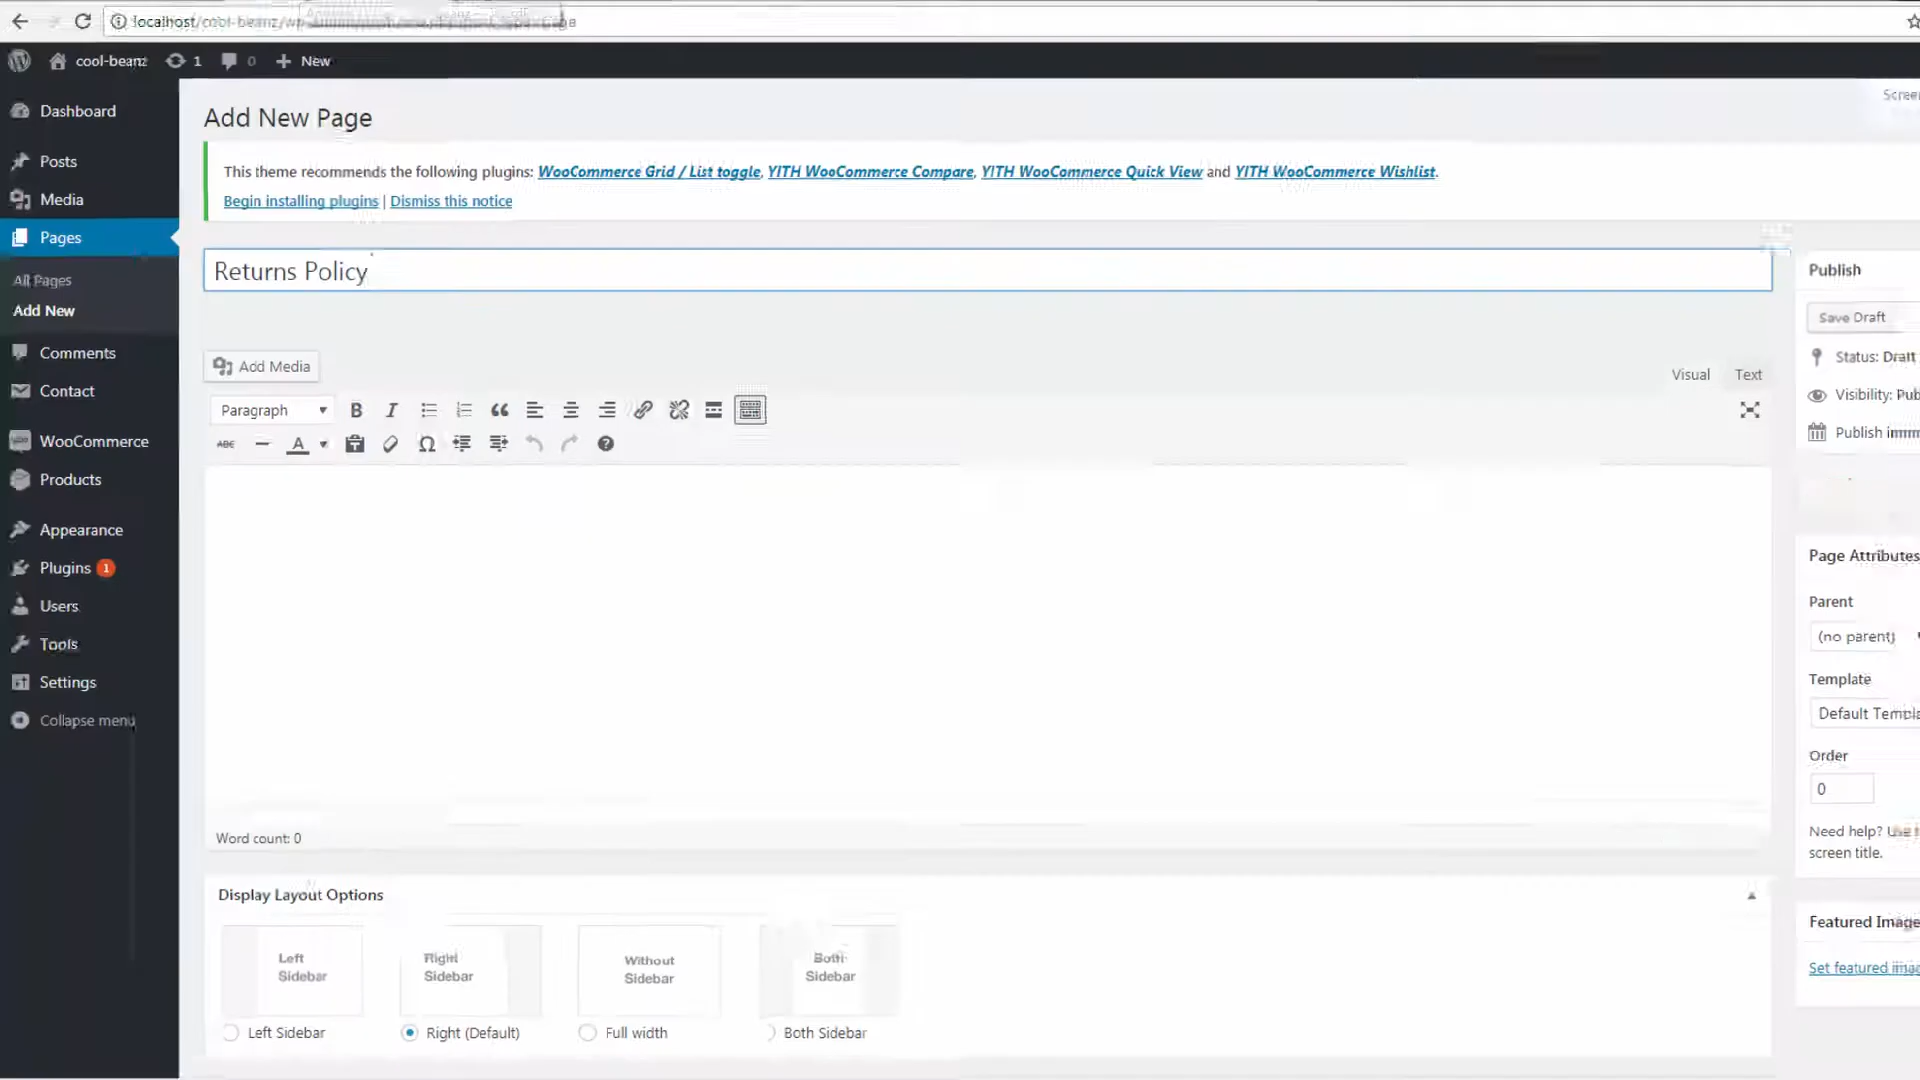 localhost/cool-beanz/wp-
cool-beanz 1 0 New
Dashboard
Posts
Media
Pages
All Pages
Add New
Comments
Contact
WooCommerce
Products
Appearance
Plugins 1
Users
Tools
Settings
Collapse menu
Scree
Add New Page
This theme recommends the following plugins: WooCommerce Grid / List toggle, YITH WooCommerce Compare, YITH WooCommerce Quick View and YITH WooCommerce Wishlist.
Begin installing plugins | Dismiss this notice
Returns Policy
Add Media
Visual Text
Paragraph
B I
ABC A Ω ?
Word count: 0
Display Layout Options
Left
Sidebar
Right
Sidebar
Without
Sidebar
Both
Sidebar
Left Sidebar Right (Default) Full width Both Sidebar
Publish
Save Draft
Status: Draft
Visibility: Pub
Publish imm
Page Attributes
Parent
(no parent)
Template
Default Templa
Order
0
Need help? Use
screen title.
Featured Image
Set featured imag